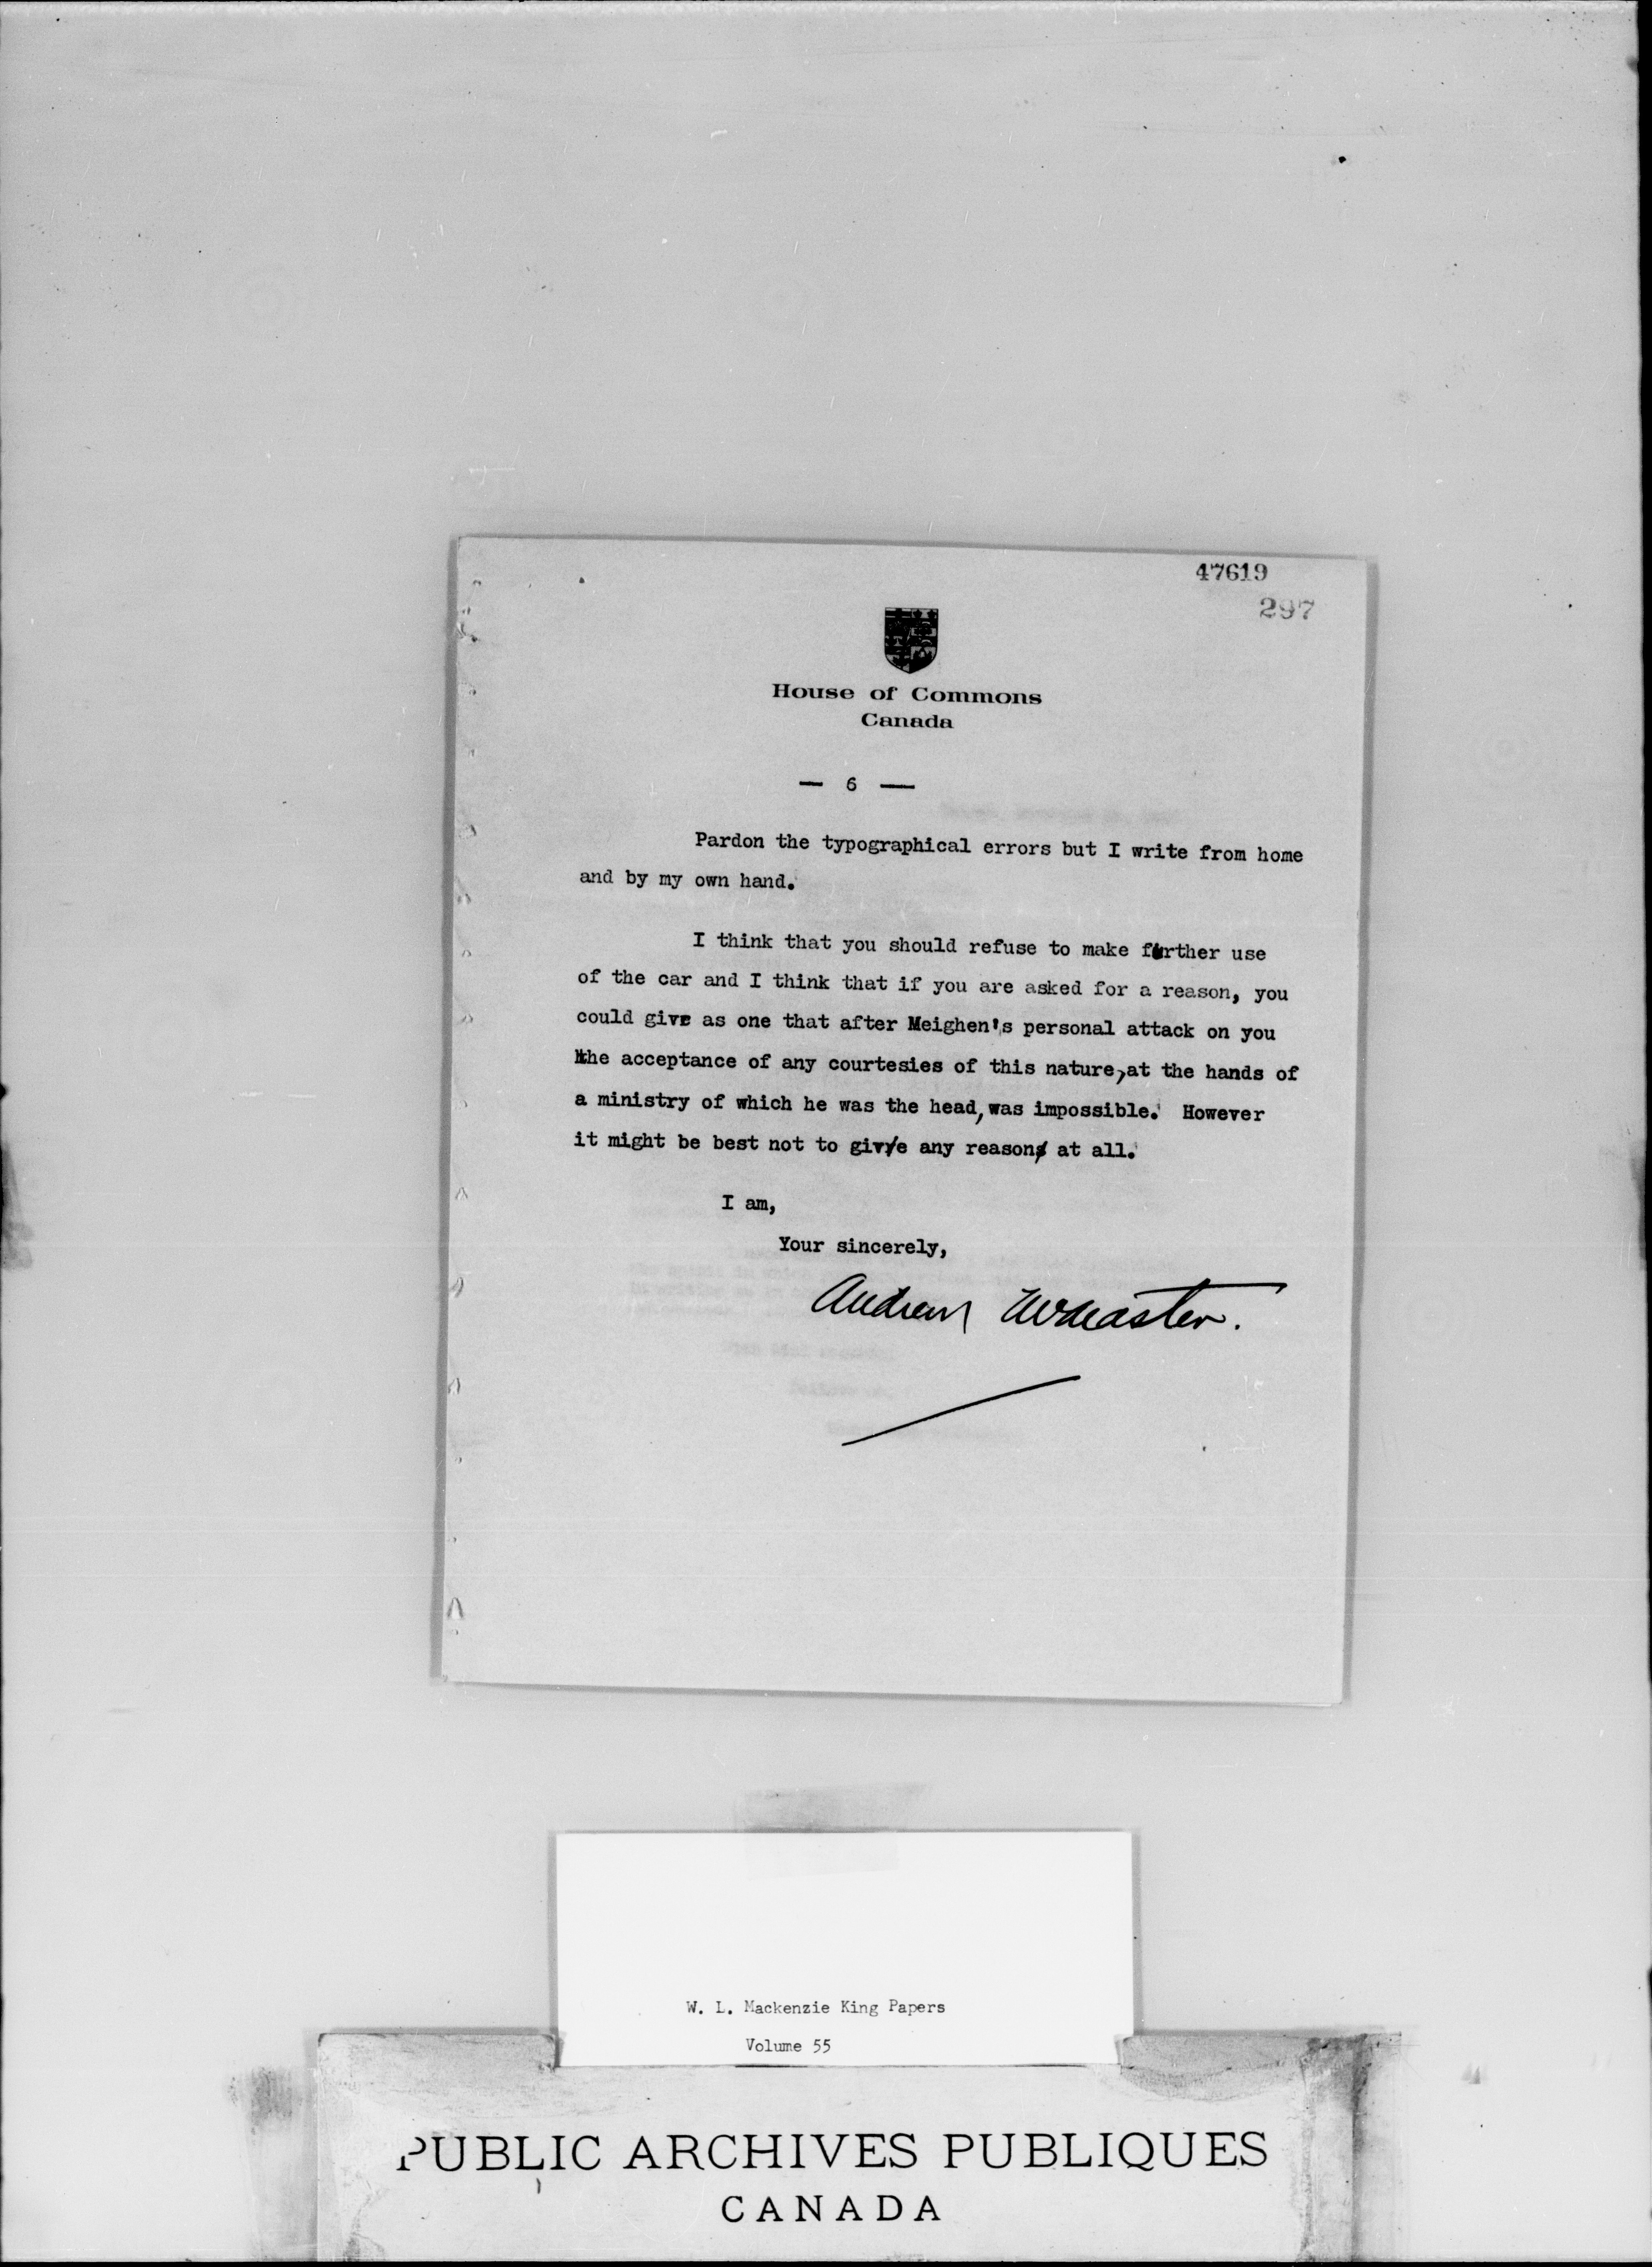 47619
297
House of Commons
Canada
— 6 —
Pardon the typographical errors but I write from home
and by my own hand.
I think that you should refuse to make further use
of the car and I think that if you are asked for a reason, you
could give as one that after Meighen's personal attack on you
the acceptance of any courtesies of this nature, at the hands of
a ministry of which he was the head, was impossible. However
it might be best not to give any reason at all.
I am,
Your sincerely,
Andrew McMaster.
W. L. Mackenzie King Papers
Volume 55
PUBLIC ARCHIVES PUBLIQUES
CANADA